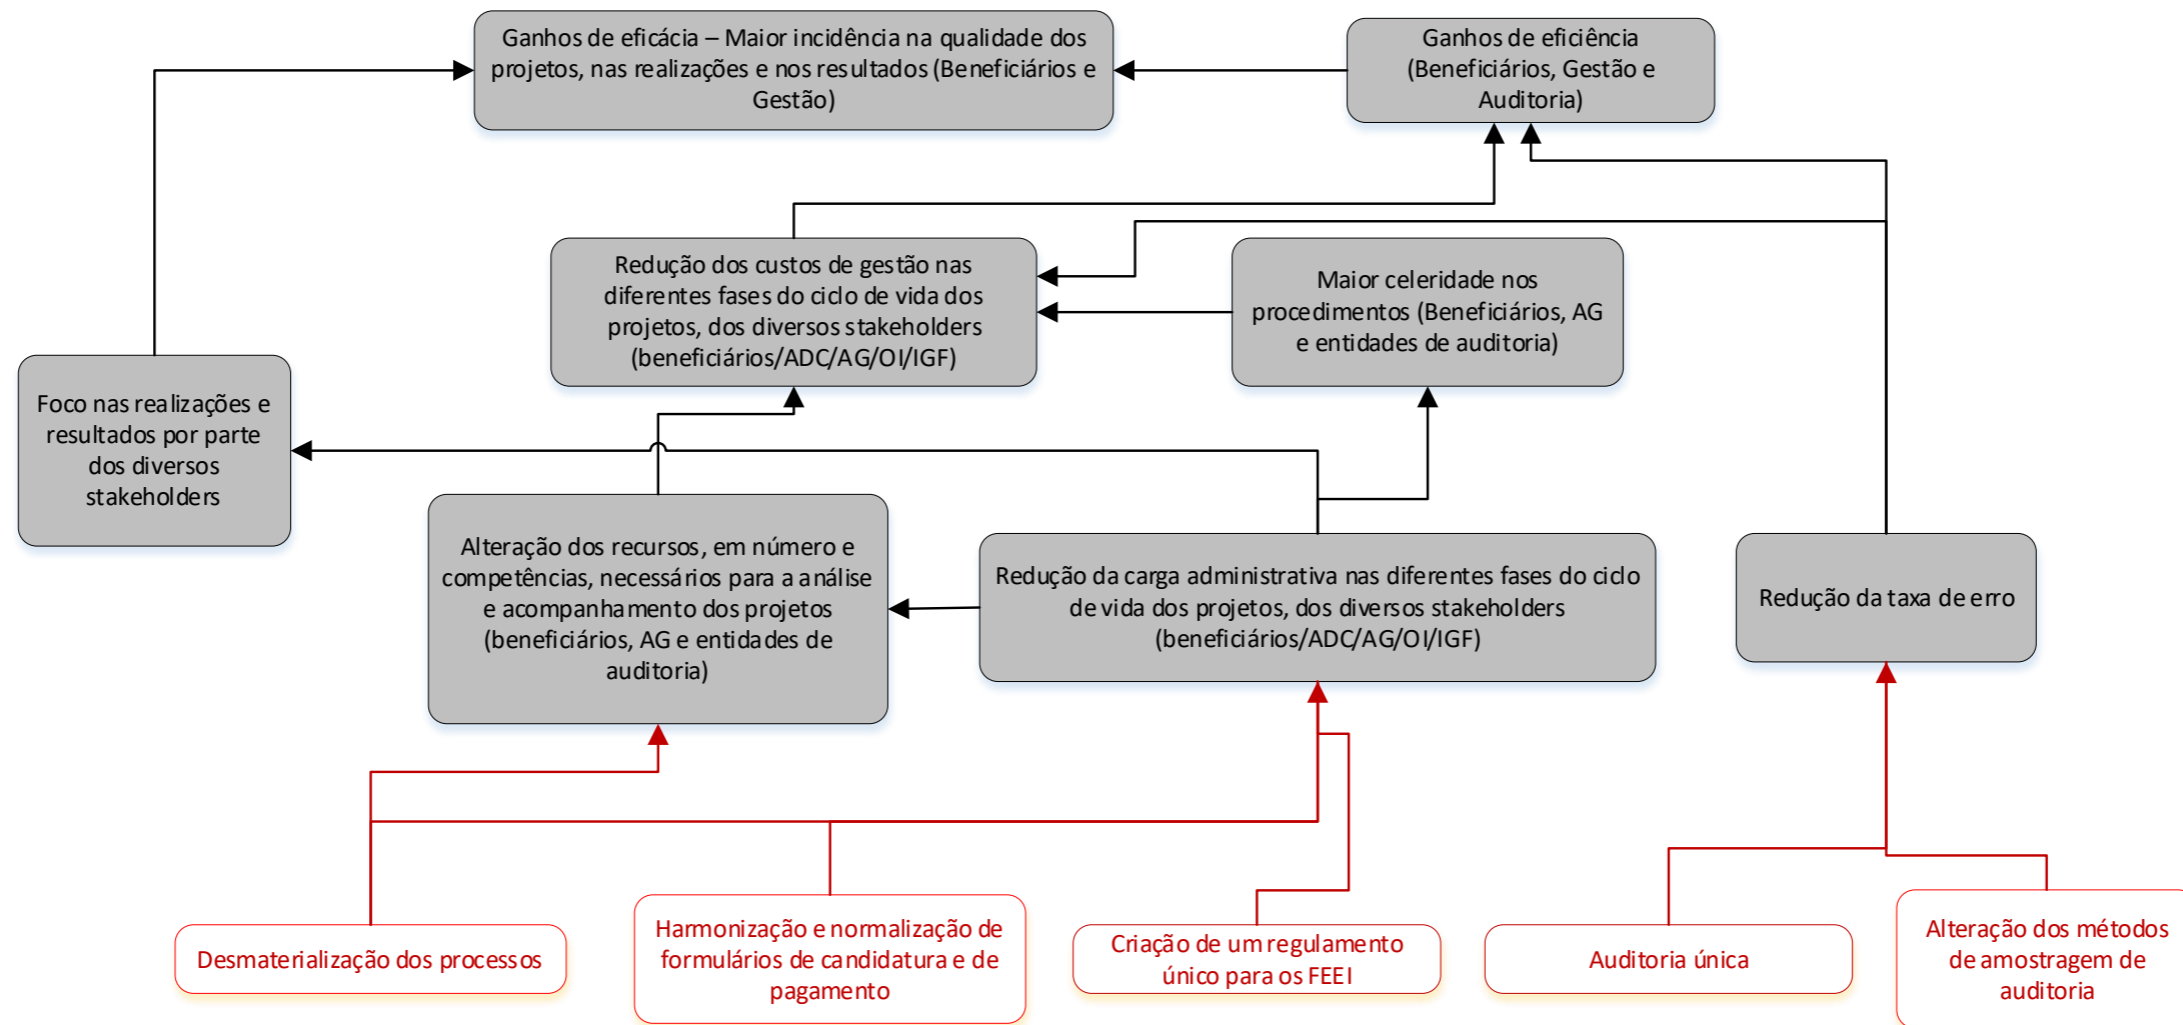 Ganhos de eficácia – Maior incidência na qualidade dos
projetos, nas realizações e nos resultados (Beneficiários e
Gestão)
Ganhos de eficiência
(Beneficiários, Gestão e
Auditoria)
Redução dos custos de gestão nas
diferentes fases do ciclo de vida dos
projetos, dos diversos stakeholders
(beneficiários/ADC/AG/OI/IGF)
Maior celeridade nos
procedimentos (Beneficiários, AG
e entidades de auditoria)
Foco nas realizações e
resultados por parte
dos diversos
stakeholders
Alteração dos recursos, em número e
competências, necessários para a análise
e acompanhamento dos projetos
(beneficiários, AG e entidades de
auditoria)
Redução da carga administrativa nas diferentes fases do ciclo
de vida dos projetos, dos diversos stakeholders
(beneficiários/ADC/AG/OI/IGF)
Redução da taxa de erro
Desmaterialização dos processos
Harmonização e normalização de
formulários de candidatura e de
pagamento
Criação de um regulamento
único para os FEEI
Auditoria única
Alteração dos métodos
de amostragem de
auditoria